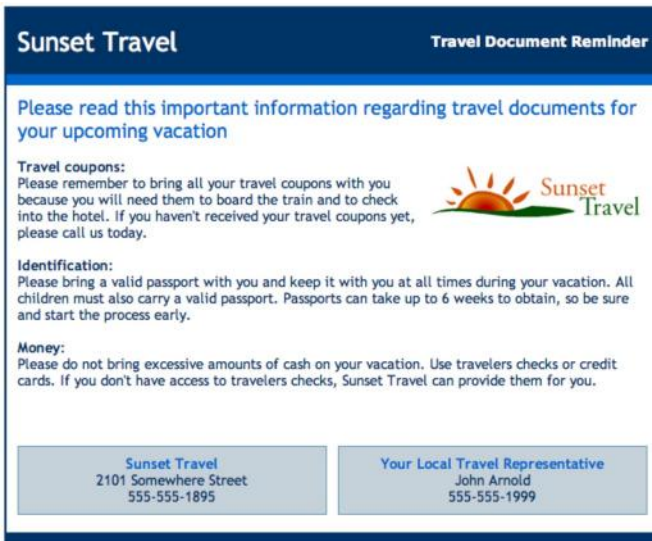 Sunset Travel
Travel Document Reminder
Please read this important information regarding travel documents for
your upcoming vacation
Travel coupons:
Please remember to bring all your travel coupons with you
because you will need them to board the train and to check
into the hotel. If you haven't received your travel coupons yet,
please call us today.
Sunset
Travel
Identification:
Please bring a valid passport with you and keep it with you at all times during your vacation. All
children must also carry a valid passport. Passports can take up to 6 weeks to obtain, so be sure
and start the process early.
Money:
Please do not bring excessive amounts of cash on your vacation. Use travelers checks or credit
cards. If you don't have access to travelers checks, Sunset Travel can provide them for you.
Sunset Travel
2101 Somewhere Street
555-555-1895
Your Local Travel Representative
John Arnold
555-555-1999